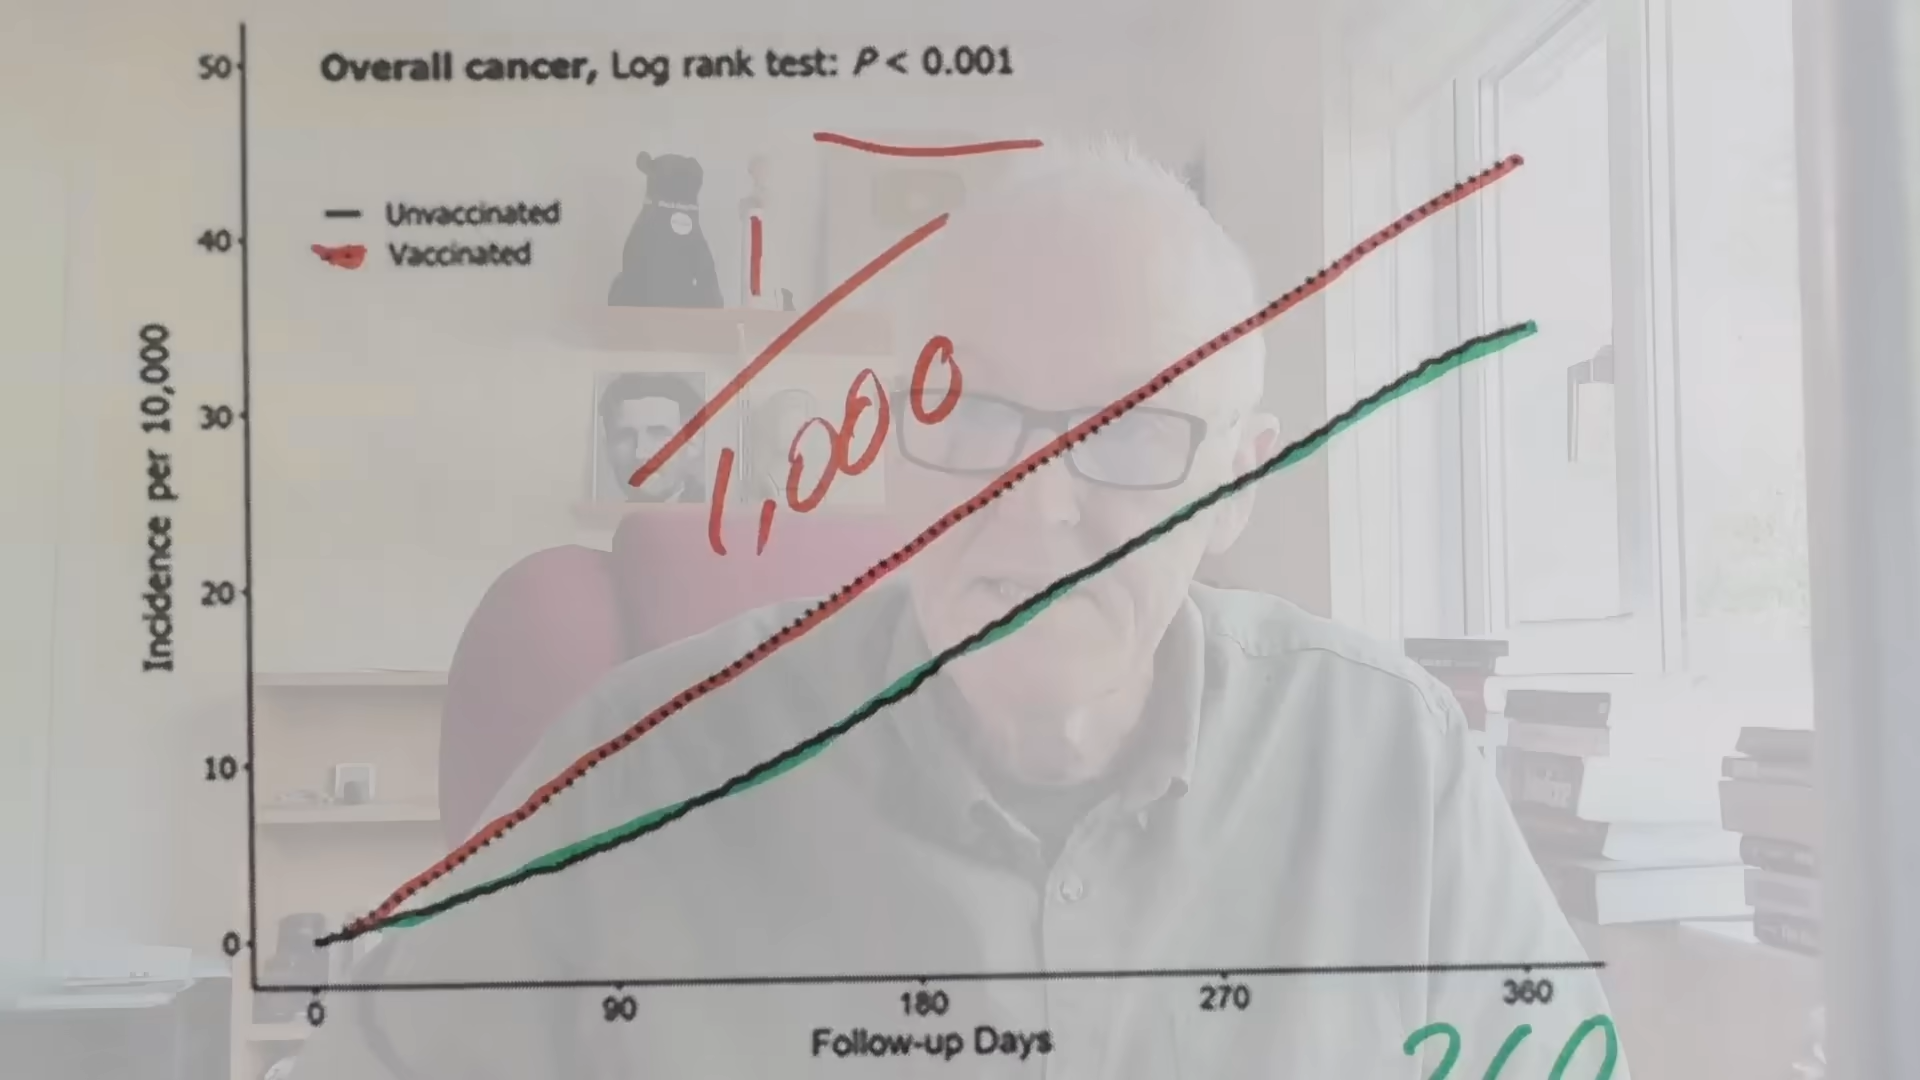 Overall cancer, Log rank test: P < 0.001
Unvaccinated
Vaccinated
1
1,000
Incidence per 10,000
50
40
30
20
10
0
0 90 180 270 360
Follow-up Days